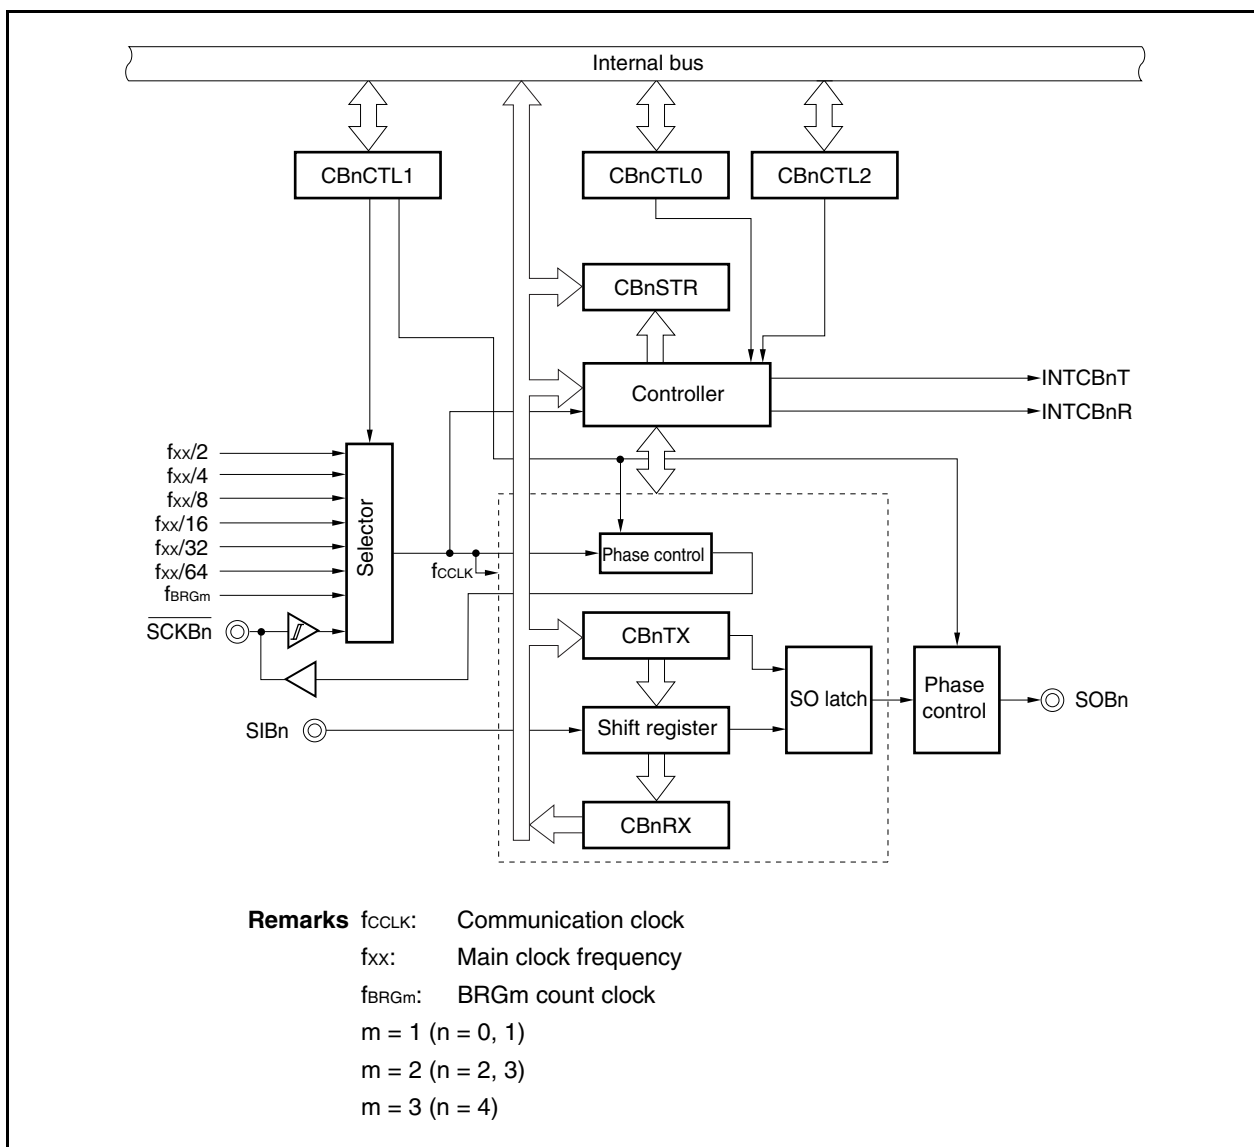 Internal bus
CBnCTL1
CBnCTL0
CBnCTL2
CBnSTR
Controller
INTCBnT
INTCBnR
fxx/2
fxx/4
fxx/8
fxx/16
fxx/32
fxx/64
fBRGm
SCKBn
Selector
fCCLK
Phase control
CBnTX
SO latch
Phase
control
SOBn
SIBn
Shift register
CBnRX
Remarks fCCLK: Communication clock
fxx: Main clock frequency
fBRGm: BRGm count clock
m = 1 (n = 0, 1)
m = 2 (n = 2, 3)
m = 3 (n = 4)